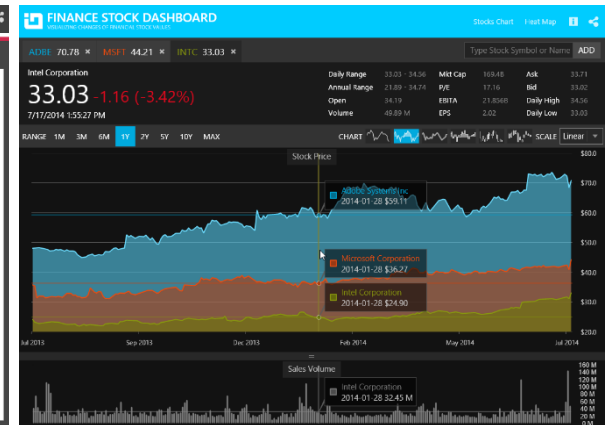 FINANCE STOCK DASHBOARD
VISUALIZING CHANGES OF FINANCIAL STOCK VALUES
Stocks Chart Heat Map
ADBE 70.78 × MSFT 44.21 × INTC 33.03 ×
Type Stock Symbol or Name ADD
Intel Corporation
33.03 -1.16 (-3.42%)
7/17/2014 1:55:27 PM
Daily Range 33.03 - 34.56 Mkt Cap 169.48 Ask 33.71
Annual Range 21.89 - 34.74 P/E 17.16 Bid 33.02
Open 34.19 EBITA 21.856B Daily High 34.56
Volume 49.89 M EPS 2.02 Daily Low 33.03
RANGE 1M 3M 6M 1Y 2Y 5Y 10Y MAX CHART SCALE Linear
Stock Price
$80.0
$70.0
$60.0
$50.0
$40.0
$30.0
$20.0
Adobe Systems Inc
2014-01-28 $59.11
Microsoft Corporation
2014-01-28 $36.27
Intel Corporation
2014-01-28 $24.90
Jul 2013 Sep 2013 Dec 2013 Feb 2014 May 2014 Jul 2014
Sales Volume
160 M
140 M
120 M
100 M
80 M
60 M
40 M
20 M
0 M
Intel Corporation
2014-01-28 32.45 M